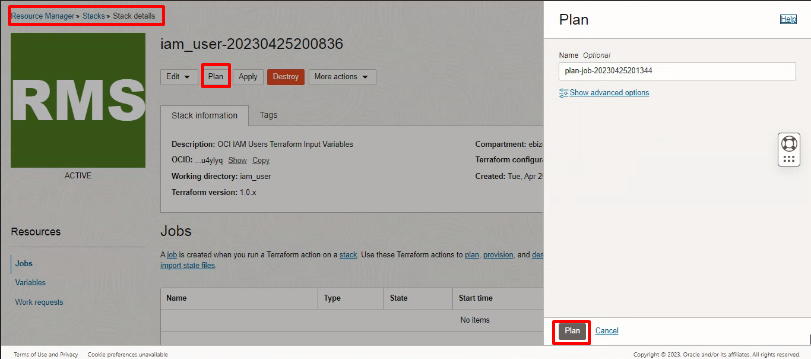 Resource Manager » Stacks » Stack details
RMS
ACTIVE
Resources
Jobs
Variables
Work requests
iam_user-20230425200836
Edit
Plan
Apply
Destroy
More actions
Stack information
Tags
Description: OCI IAM Users Terraform Input Variables
OCID: ...u4ylyq Show Copy
Working directory: iam_user
Terraform version: 1.0.x
Compartment: ebiz
Terraform configura
Created: Tue, Apr 2
Jobs
A job is created when you run a Terraform action on a stack. Use these Terraform actions to plan, provision, and des
import state files.
Name Type State Start time
No items
Plan
Help
Name Optional
plan-job-20230425201344
Show advanced options
Plan
Cancel
Terms of Use and Privacy Cookie preferences unavailable
Copyright © 2023, Oracle and/or its affiliates. All rights reserved.